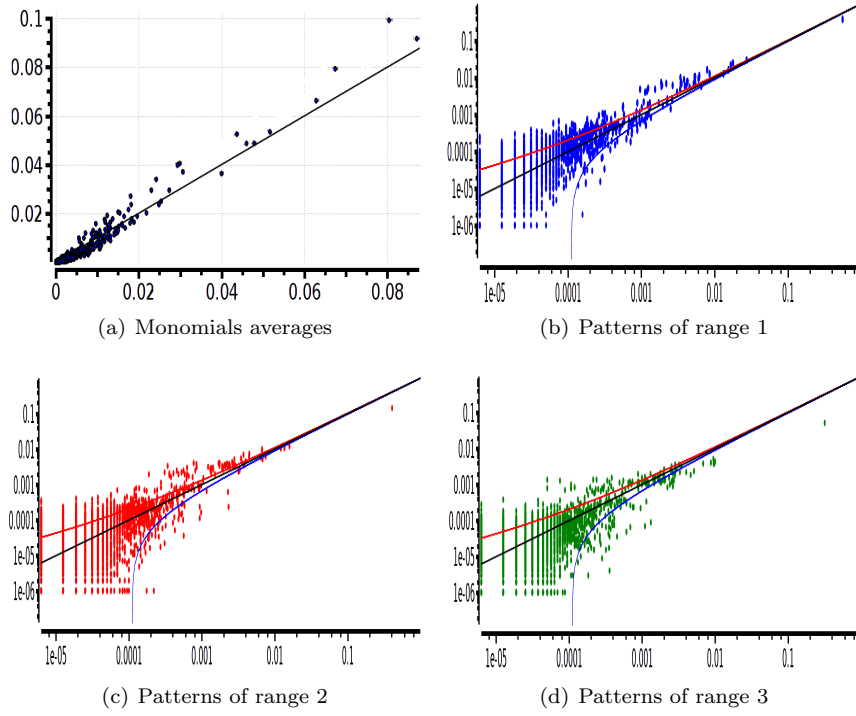 0.1
0.08
0.06
0.04
0.02
0 0.02 0.04 0.06 0.08
(a) Monomials averages
0.1
0.01
0.001
0.0001
1e-05
1e-06
1e-05 0.0001 0.001 0.01 0.1
(b) Patterns of range 1
0.1
0.01
0.001
0.0001
1e-05
1e-06
1e-05 0.0001 0.001 0.01 0.1
(c) Patterns of range 2
0.1
0.01
0.001
0.0001
1e-05
1e-06
1e-05 0.0001 0.001 0.01 0.1
(d) Patterns of range 3